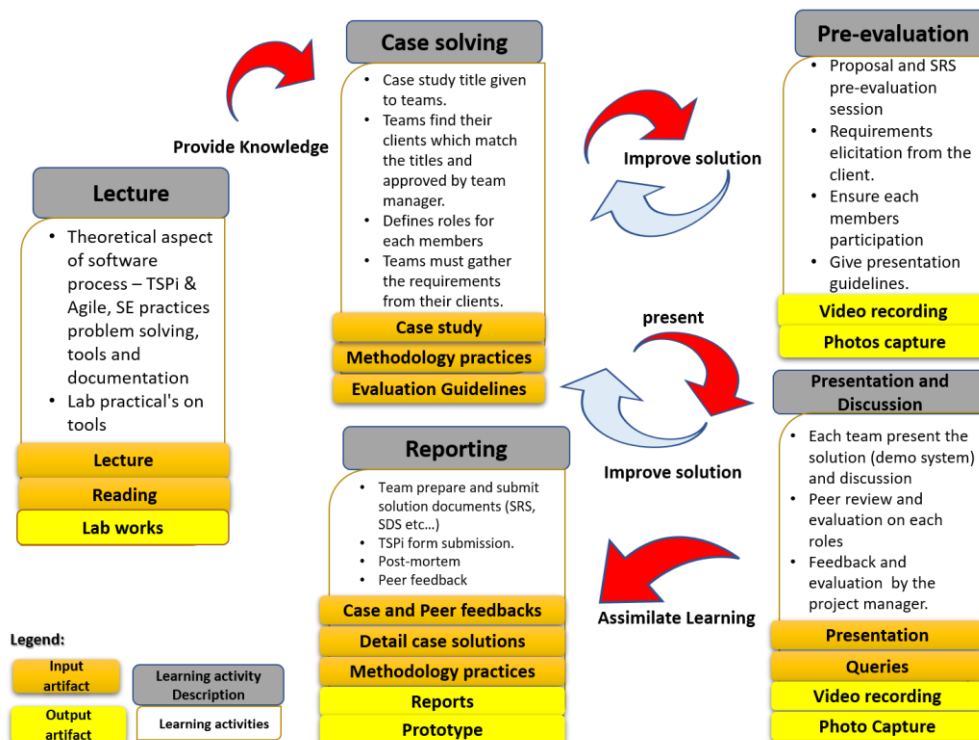 Case solving
• Case study title given
to teams.
• Teams find their
clients which match
the titles and
approved by team
manager.
• Defines roles for
each members
• Teams must gather
the requirements
from their clients.
Case study
Methodology practices
Evaluation Guidelines
Pre-evaluation
• Proposal and SRS
pre-evaluation
session
• Requirements
elicitation from the
client.
• Ensure each
members
participation
• Give presentation
guidelines.
Video recording
Photos capture
Provide Knowledge
Improve solution
Lecture
• Theoretical aspect
of software
process – TSPi &
Agile, SE practices
problem solving,
tools and
documentation
• Lab practical's on
tools
Lecture
Reading
Lab works
present
Improve solution
Presentation and
Discussion
• Each team present the
solution (demo system)
and discussion
• Peer review and
evaluation on each
roles
• Feedback and
evaluation by the
project manager.
Presentation
Queries
Video recording
Photo Capture
Reporting
• Team prepare and submit
solution documents (SRS,
SDS etc...)
• TSPi form submission.
• Post-mortem
• Peer feedback
Case and Peer feedbacks
Detail case solutions
Methodology practices
Reports
Prototype
Assimilate Learning
Legend:
Input
artifact
Output
artifact
Learning activity
Description
Learning activities